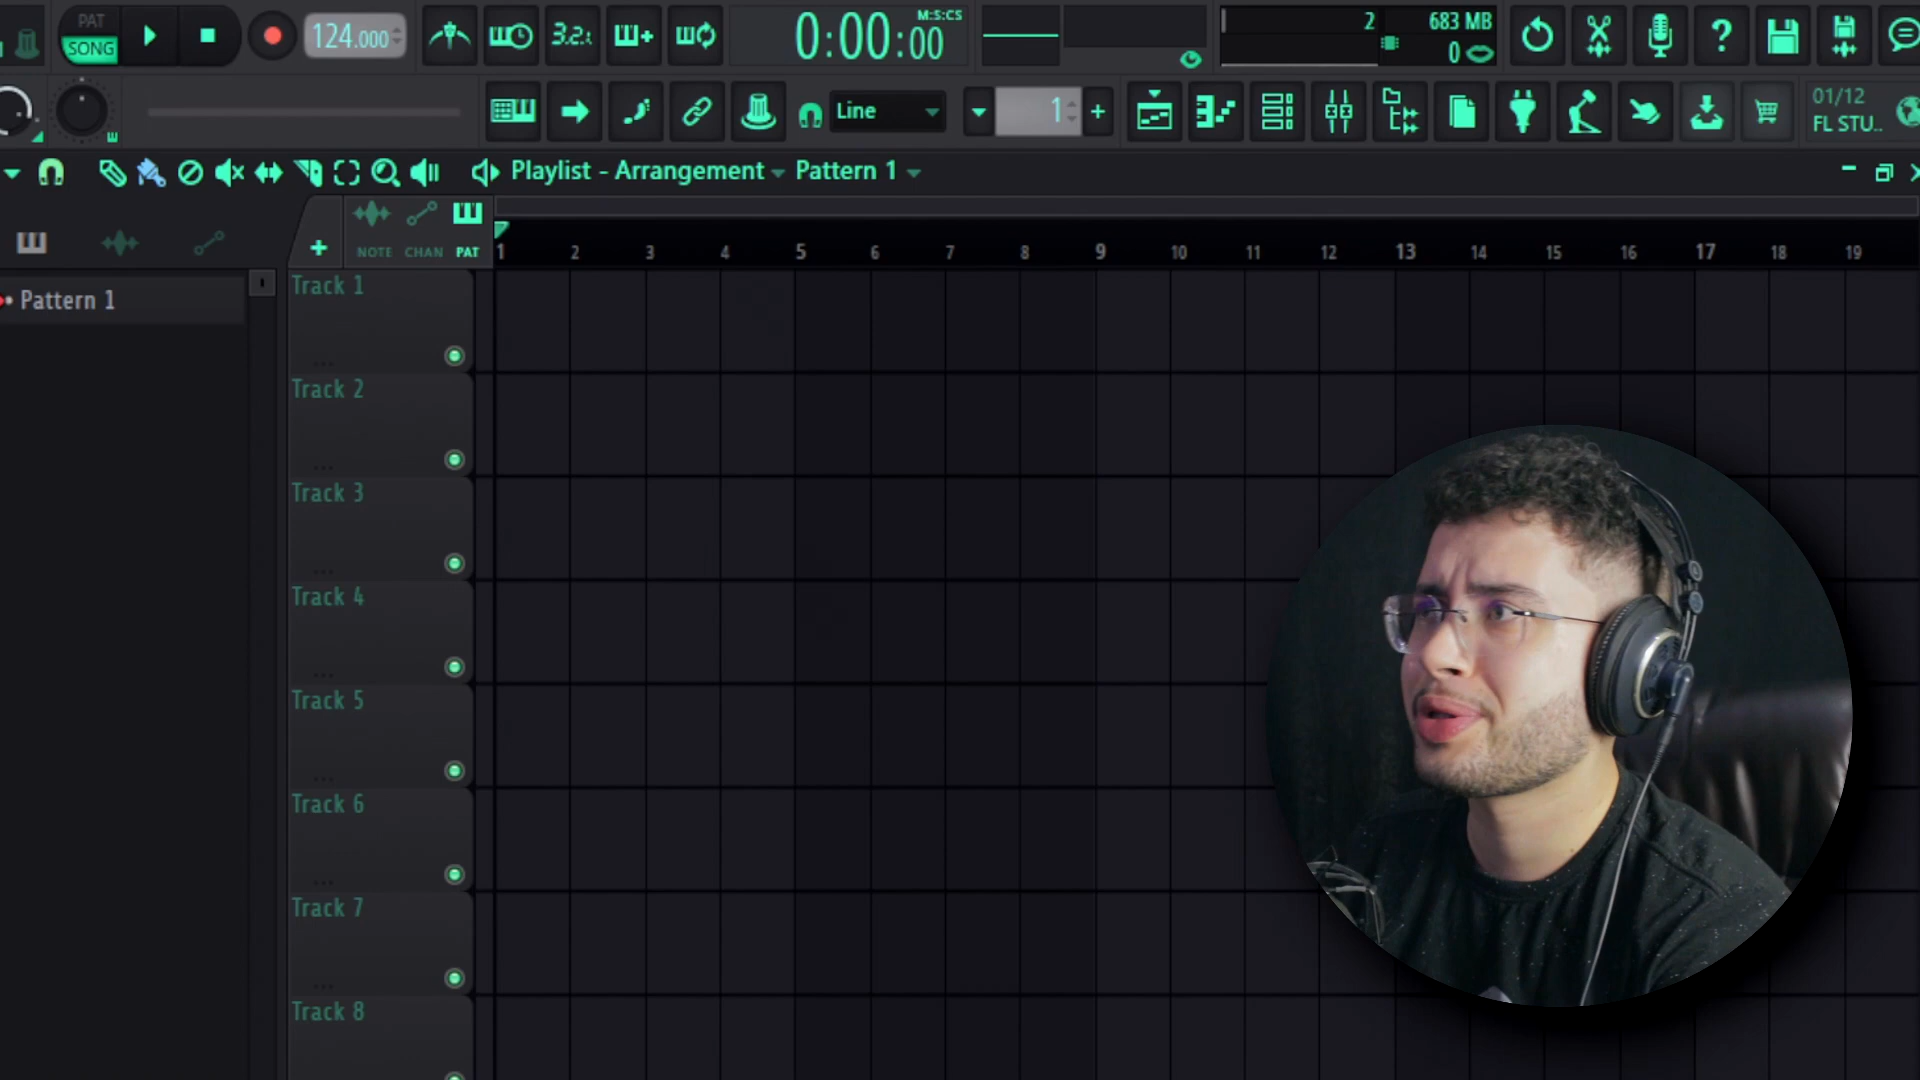 PAT
SONG
124.000
3.2.
0:00:00
M:S:CS
2
683 MB
0
Line
1
01/12
FL STU..
Playlist - Arrangement
Pattern 1
NOTE
CHAN
PAT
1 2 3 4 5 6 7 8 9 10 11 12 13 14 15 16 17 18 19
Pattern 1
Track 1
Track 2
Track 3
Track 4
Track 5
Track 6
Track 7
Track 8